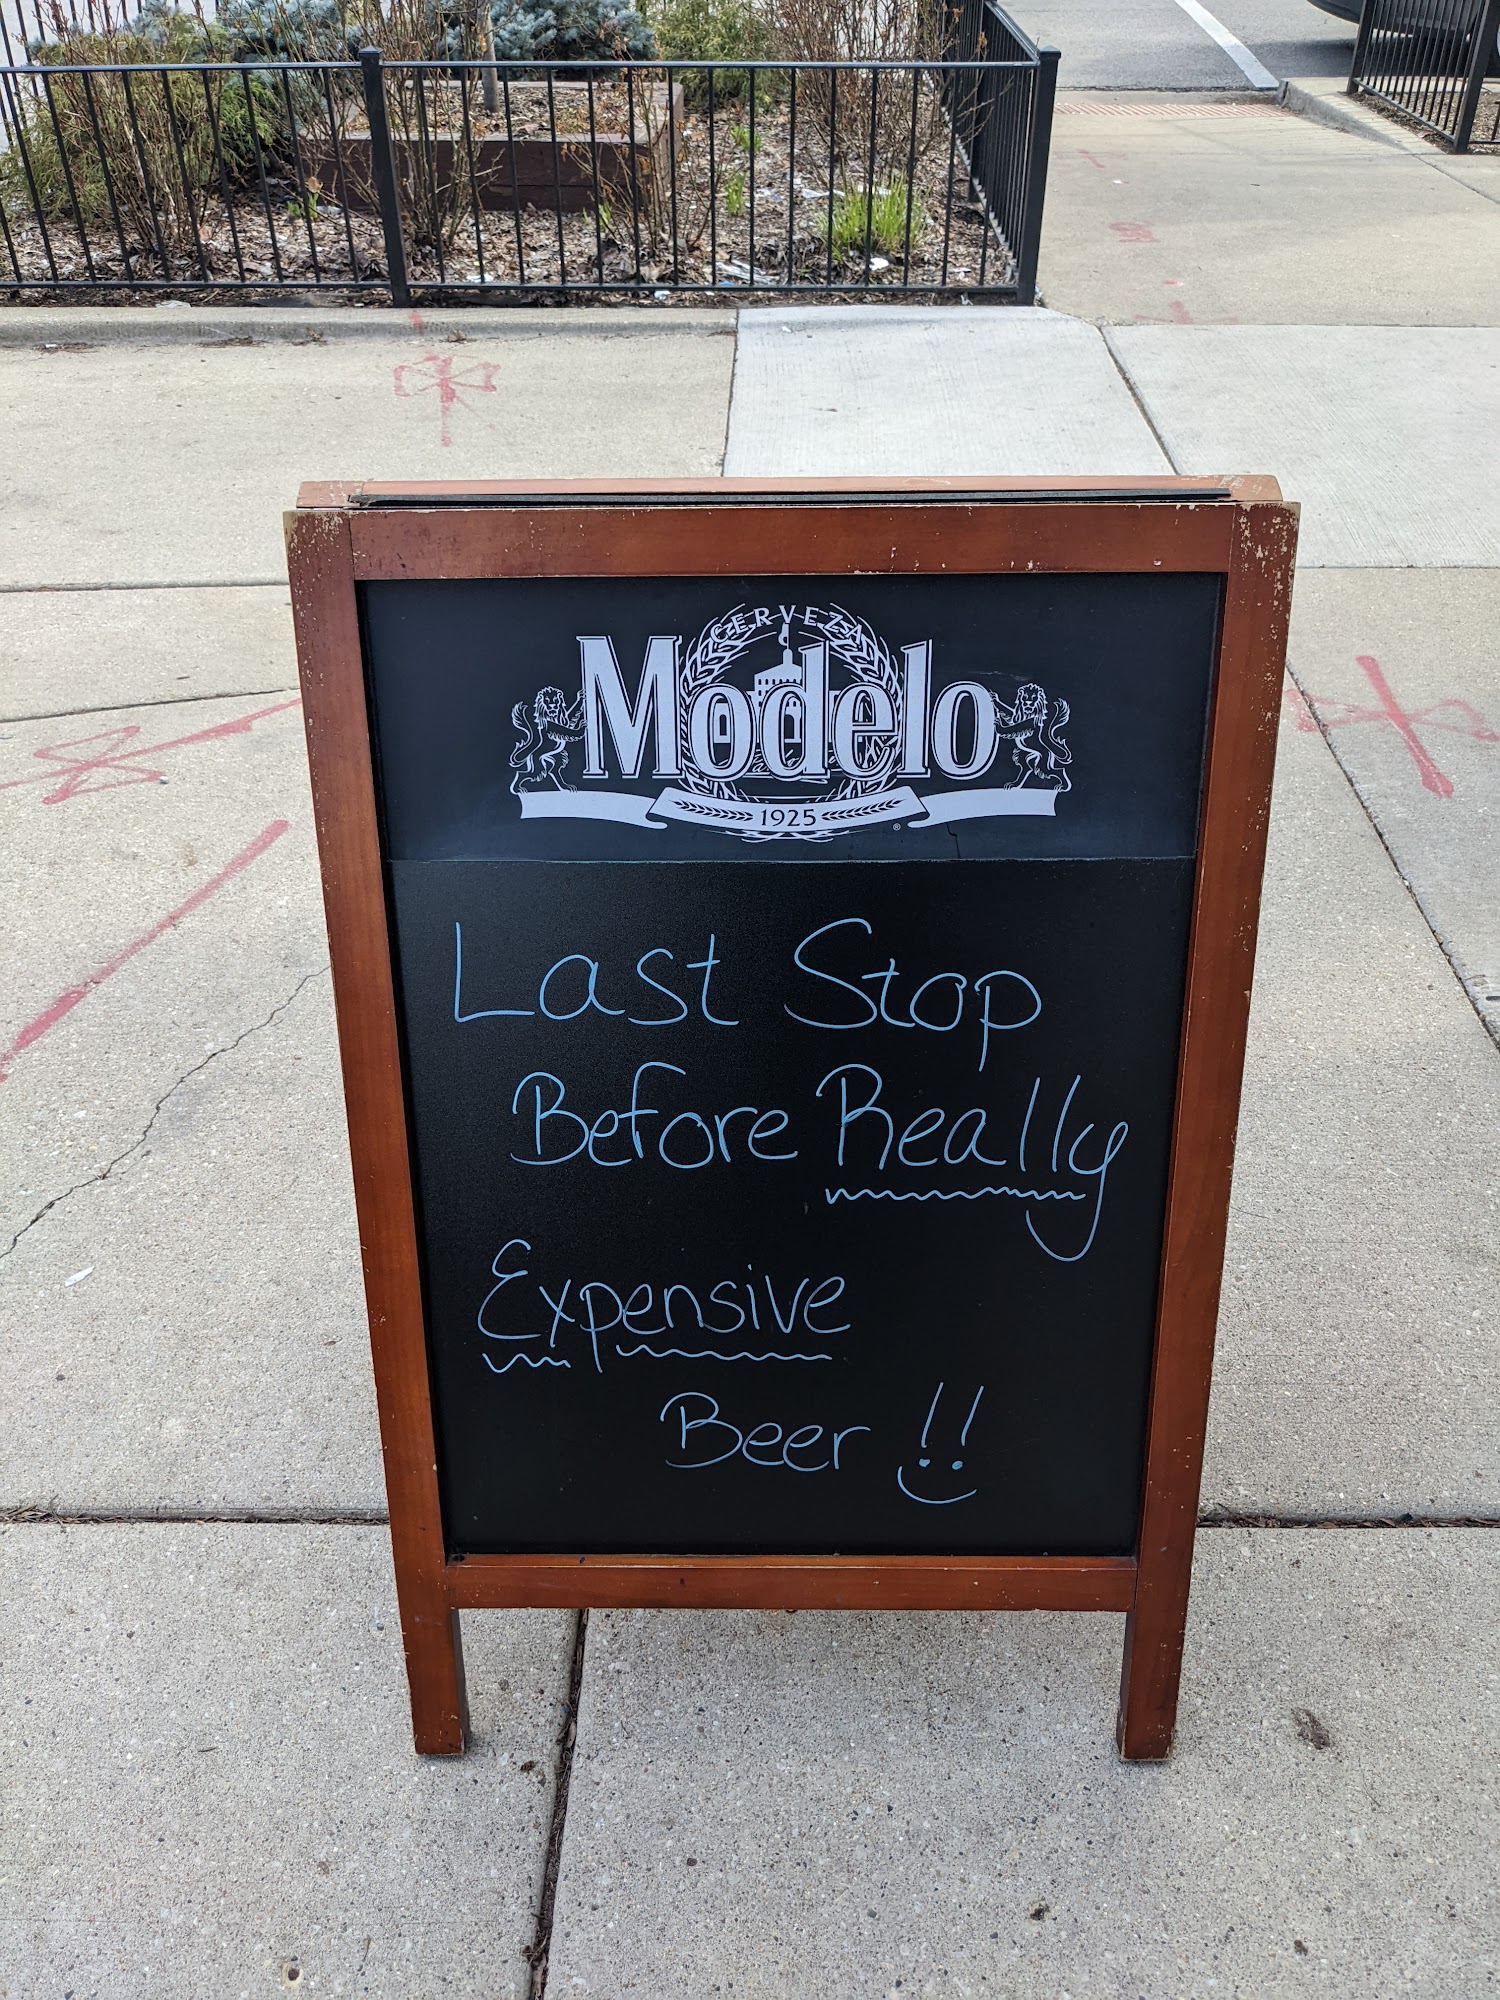 CERVEZA
Modelo
1925
®
Last Stop
Before Really
Expensive
Beer !!